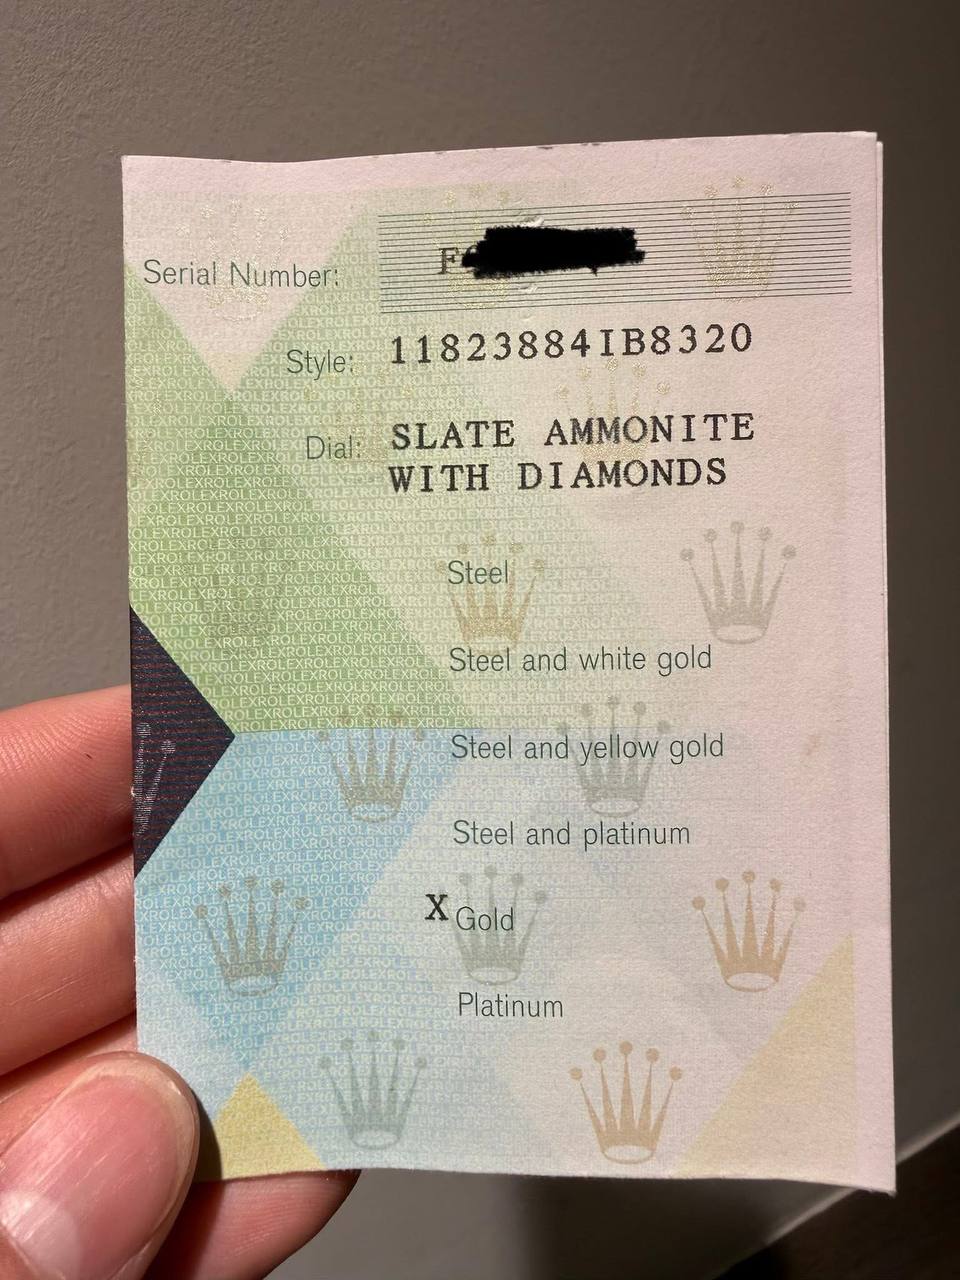 Serial Number: F
Style: 11823884IB8320
Dial: SLATE AMMONITE
WITH DIAMONDS
Steel
Steel and white gold
Steel and yellow gold
Steel and platinum
X Gold
Platinum